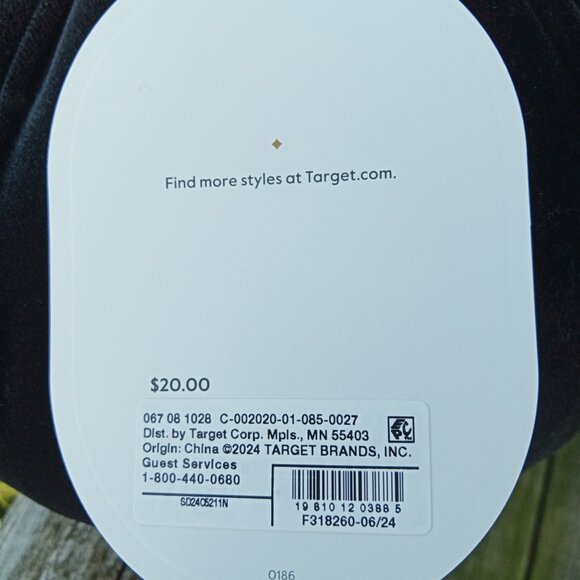 Find more styles at Target.com.
$20.00
067 08 1028 C-002020-01-085-0027
Dist. by Target Corp. Mpls., MN 55403
Origin: China ©2024 TARGET BRANDS, INC.
Guest Services
1-800-440-0680
SD24C5211N
19 810 12 0388 5
F318260-06/24
0186